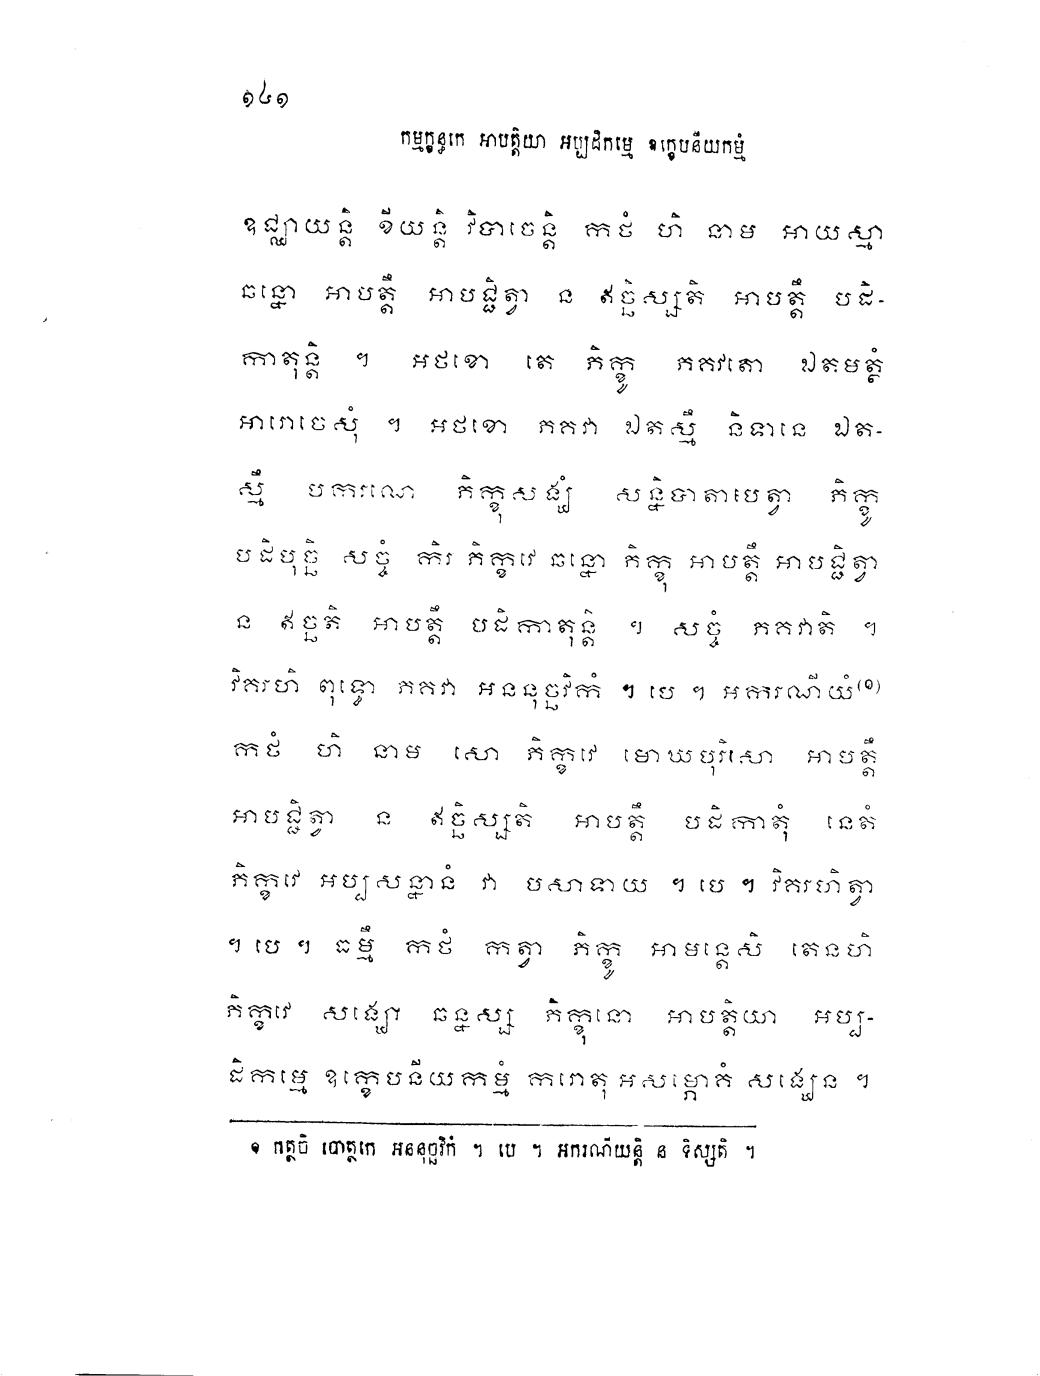 ១៤១
កម្មក្ខន្ធកេ អាបត្តិយា អប្បដិកម្មេ ឧក្ខេបនីយកម្មំ
ឧជ្ឈាយន្តិ ខីយន្តិ វិបាចេន្តិ កថំ ហិ នាម អាយស្មា
ឆន្នោ អាបត្តឹ អាបជ្ជិត្វា ន ឥច្ឆិស្សតិ អាបត្តឹ បដិ-
កាតុន្តិ ។ អថខោ តេ ភិក្ខូ ភគវតោ ឯតមត្ថំ
អារោចេសុំ ។ អថខោ ភគវា ឯតស្មឹ និទានេ ឯត-
ស្មឹ បករណេ ភិក្ខុសង្ឃំ សន្និបាតាបេត្វា ភិក្ខូ
បដិបុច្ឆិ សច្ចំ កិរ ភិក្ខវេ ឆន្នោ ភិក្ខុ អាបត្តឹ អាបជ្ជិត្វា
ន ឥច្ឆតិ អាបត្តឹ បដិកាតុន្តិ ។ សច្ចំ ភគវាតិ ។
វិគរហិ ពុទ្ធោ ភគវា អននុច្ឆវិកំ ។ បេ ។ អករណីយំ(១)
កថំ ហិ នាម សោ ភិក្ខវេ មោឃបុរិសោ អាបត្តឹ
អាបជ្ជិត្វា ន ឥច្ឆិស្សតិ អាបត្តឹ បដិកាតុំ នេតំ
ភិក្ខវេ អប្បសន្នានំ វា បសាទាយ ។ បេ ។ វិគរហិត្វា
។ បេ ។ ធម្មឹ កថំ កត្វា ភិក្ខូ អាមន្តេសិ តេនហិ
ភិក្ខវេ សង្ឃោ ឆន្នស្ស ភិក្ខុនោ អាបត្តិយា អប្ប-
ដិកម្មេ ឧក្ខេបនីយកម្មំ ករោតុ អសម្ភោគំ សង្ឃេន ។
១ កត្ថចិ បោត្ថកេ អននុច្ឆវិកំ ។ បេ ។ អករណីយន្តិ ន ទិស្សតិ ។